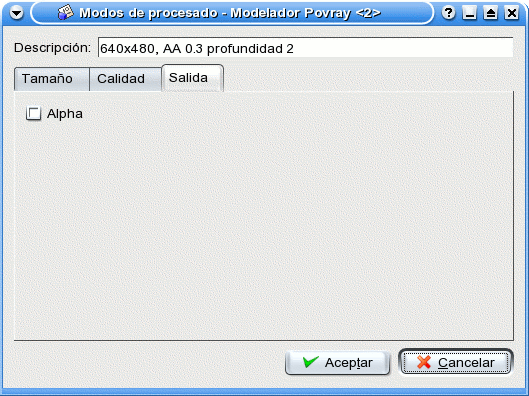 Modos de procesado - Modelador Povray <2>
Descripción: 640x480, AA 0.3 profundidad 2
Tamaño Calidad Salida
Alpha
Aceptar Cancelar